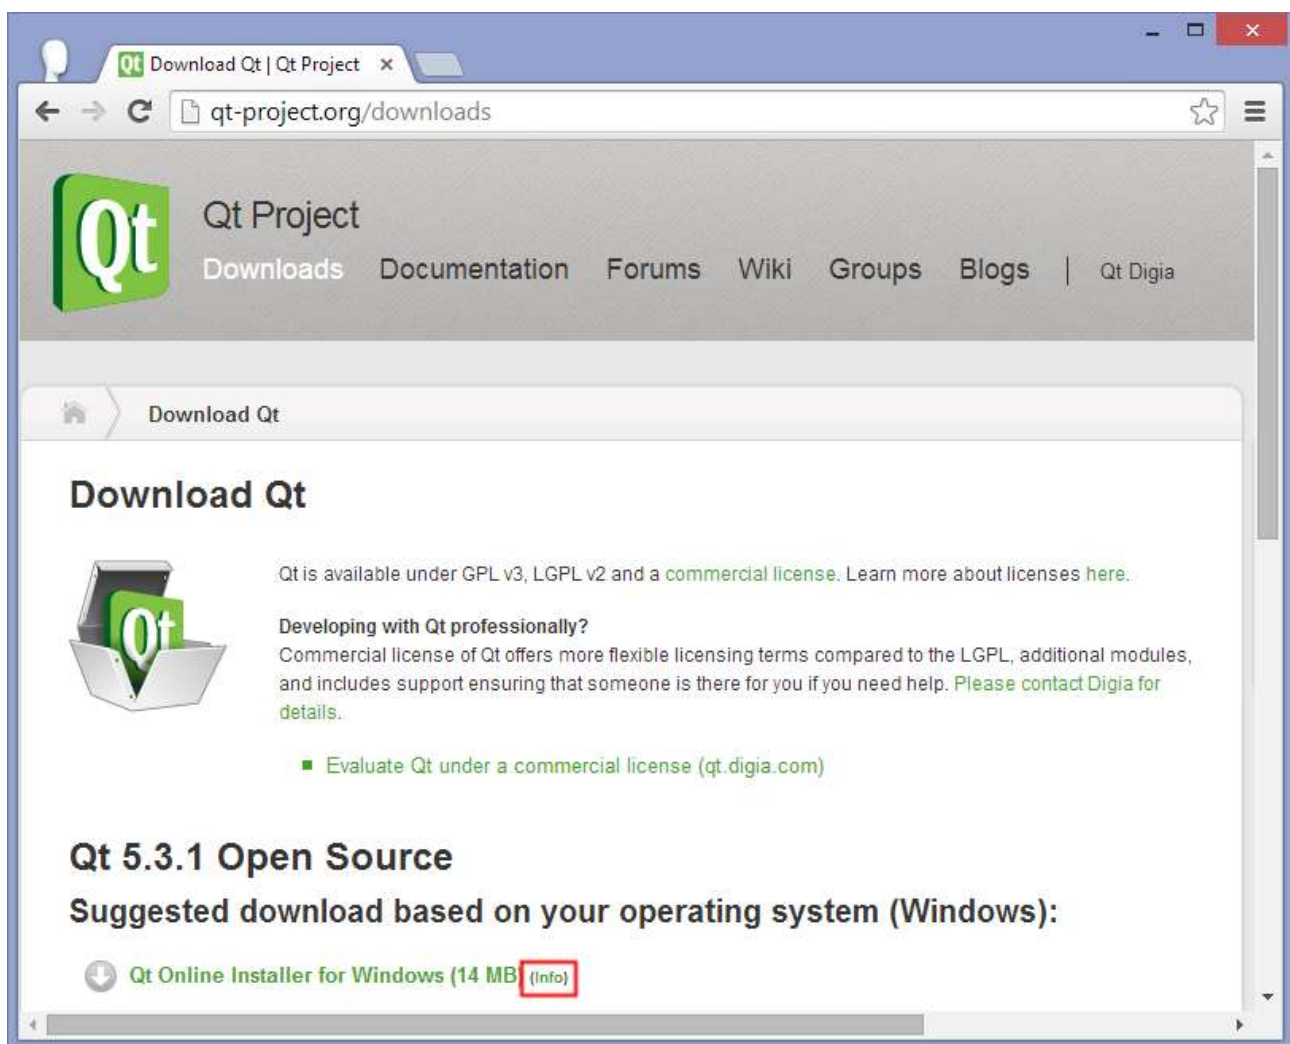 Qt Download Qt | Qt Project
qt-project.org/downloads
Qt
Qt Project
Downloads Documentation Forums Wiki Groups Blogs | Qt Digia
Download Qt
Download Qt
Qt is available under GPL v3, LGPL v2 and a commercial license. Learn more about licenses here.
Qt
Developing with Qt professionally?
Commercial license of Qt offers more flexible licensing terms compared to the LGPL, additional modules,
and includes support ensuring that someone is there for you if you need help. Please contact Digia for
details.
Evaluate Qt under a commercial license (qt.digia.com)
Qt 5.3.1 Open Source
Suggested download based on your operating system (Windows):
Qt Online Installer for Windows (14 MB) (Info)